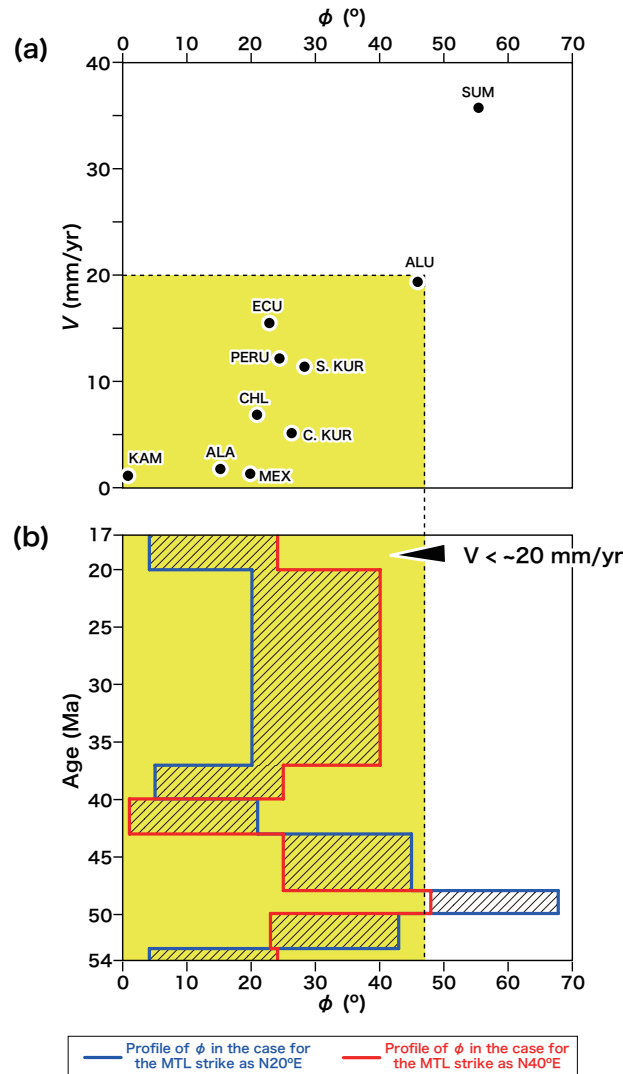 ϕ (º)
(a)
0 10 20 30 40 50 60 70
40
SUM
30
V (mm/yr)
ALU
20
ECU
PERU
S. KUR
10
CHL
C. KUR
KAM
ALA
MEX
0
(b)
17
V < ~20 mm/yr
20
25
30
Age (Ma)
35
40
45
50
54
0 10 20 30 40 50 60 70
ϕ (º)
Profile of ϕ in the case for
the MTL strike as N20ºE
Profile of ϕ in the case for
the MTL strike as N40ºE